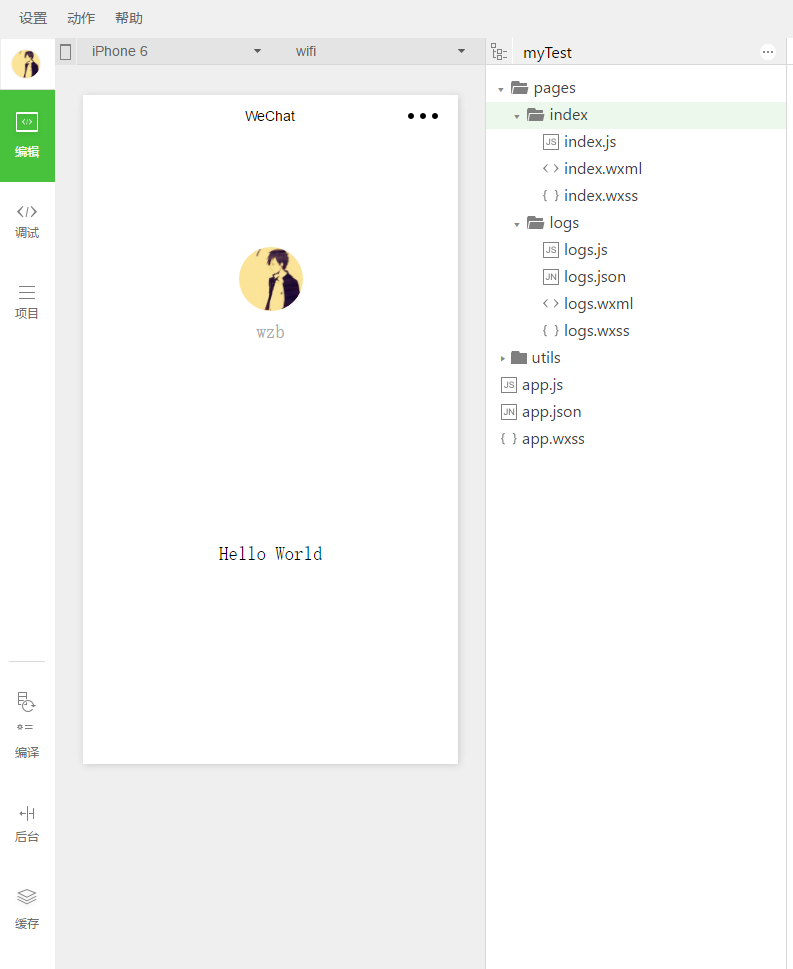 设置 动作 帮助
iPhone 6 wifi
myTest
编辑
调试
项目
编译
后台
缓存
WeChat
wzb
Hello World
pages
index
JS index.js
<> index.wxml
{ } index.wxss
logs
JS logs.js
JN logs.json
<> logs.wxml
{ } logs.wxss
utils
JS app.js
JN app.json
{ } app.wxss